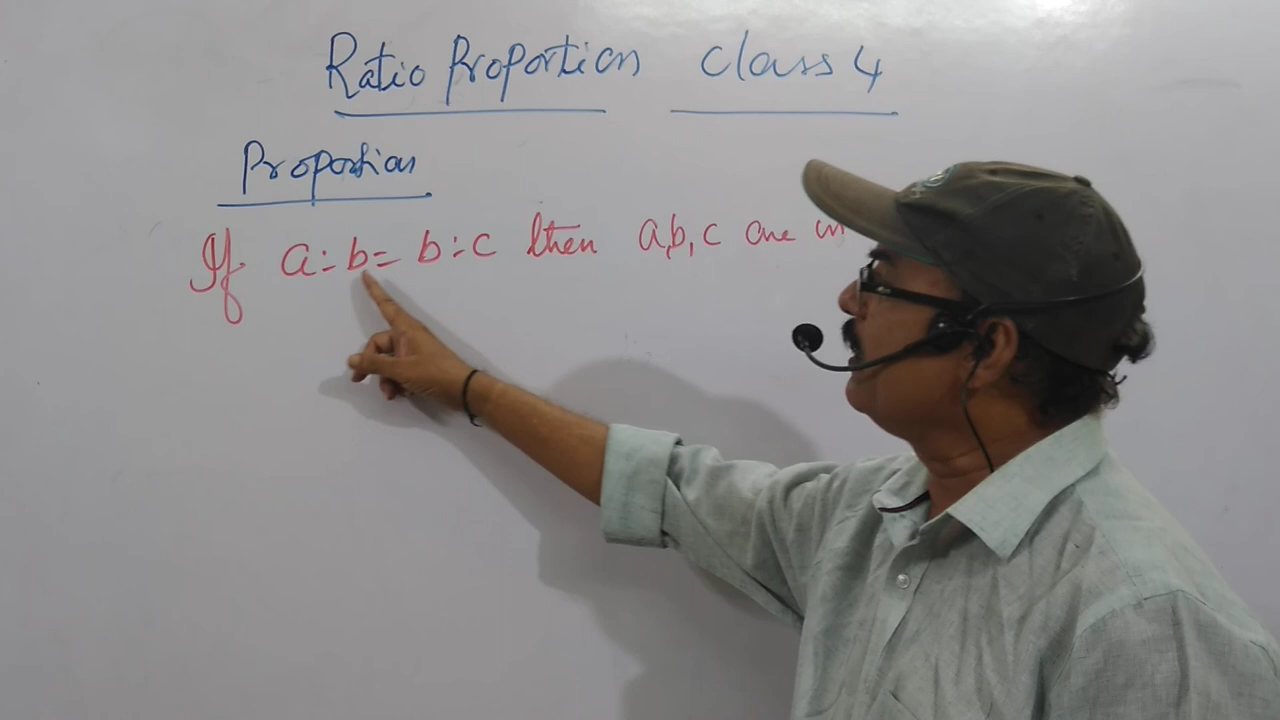 Ratio Proportion Class 4
Proportion
If a:b = b:c then a,b,c are in